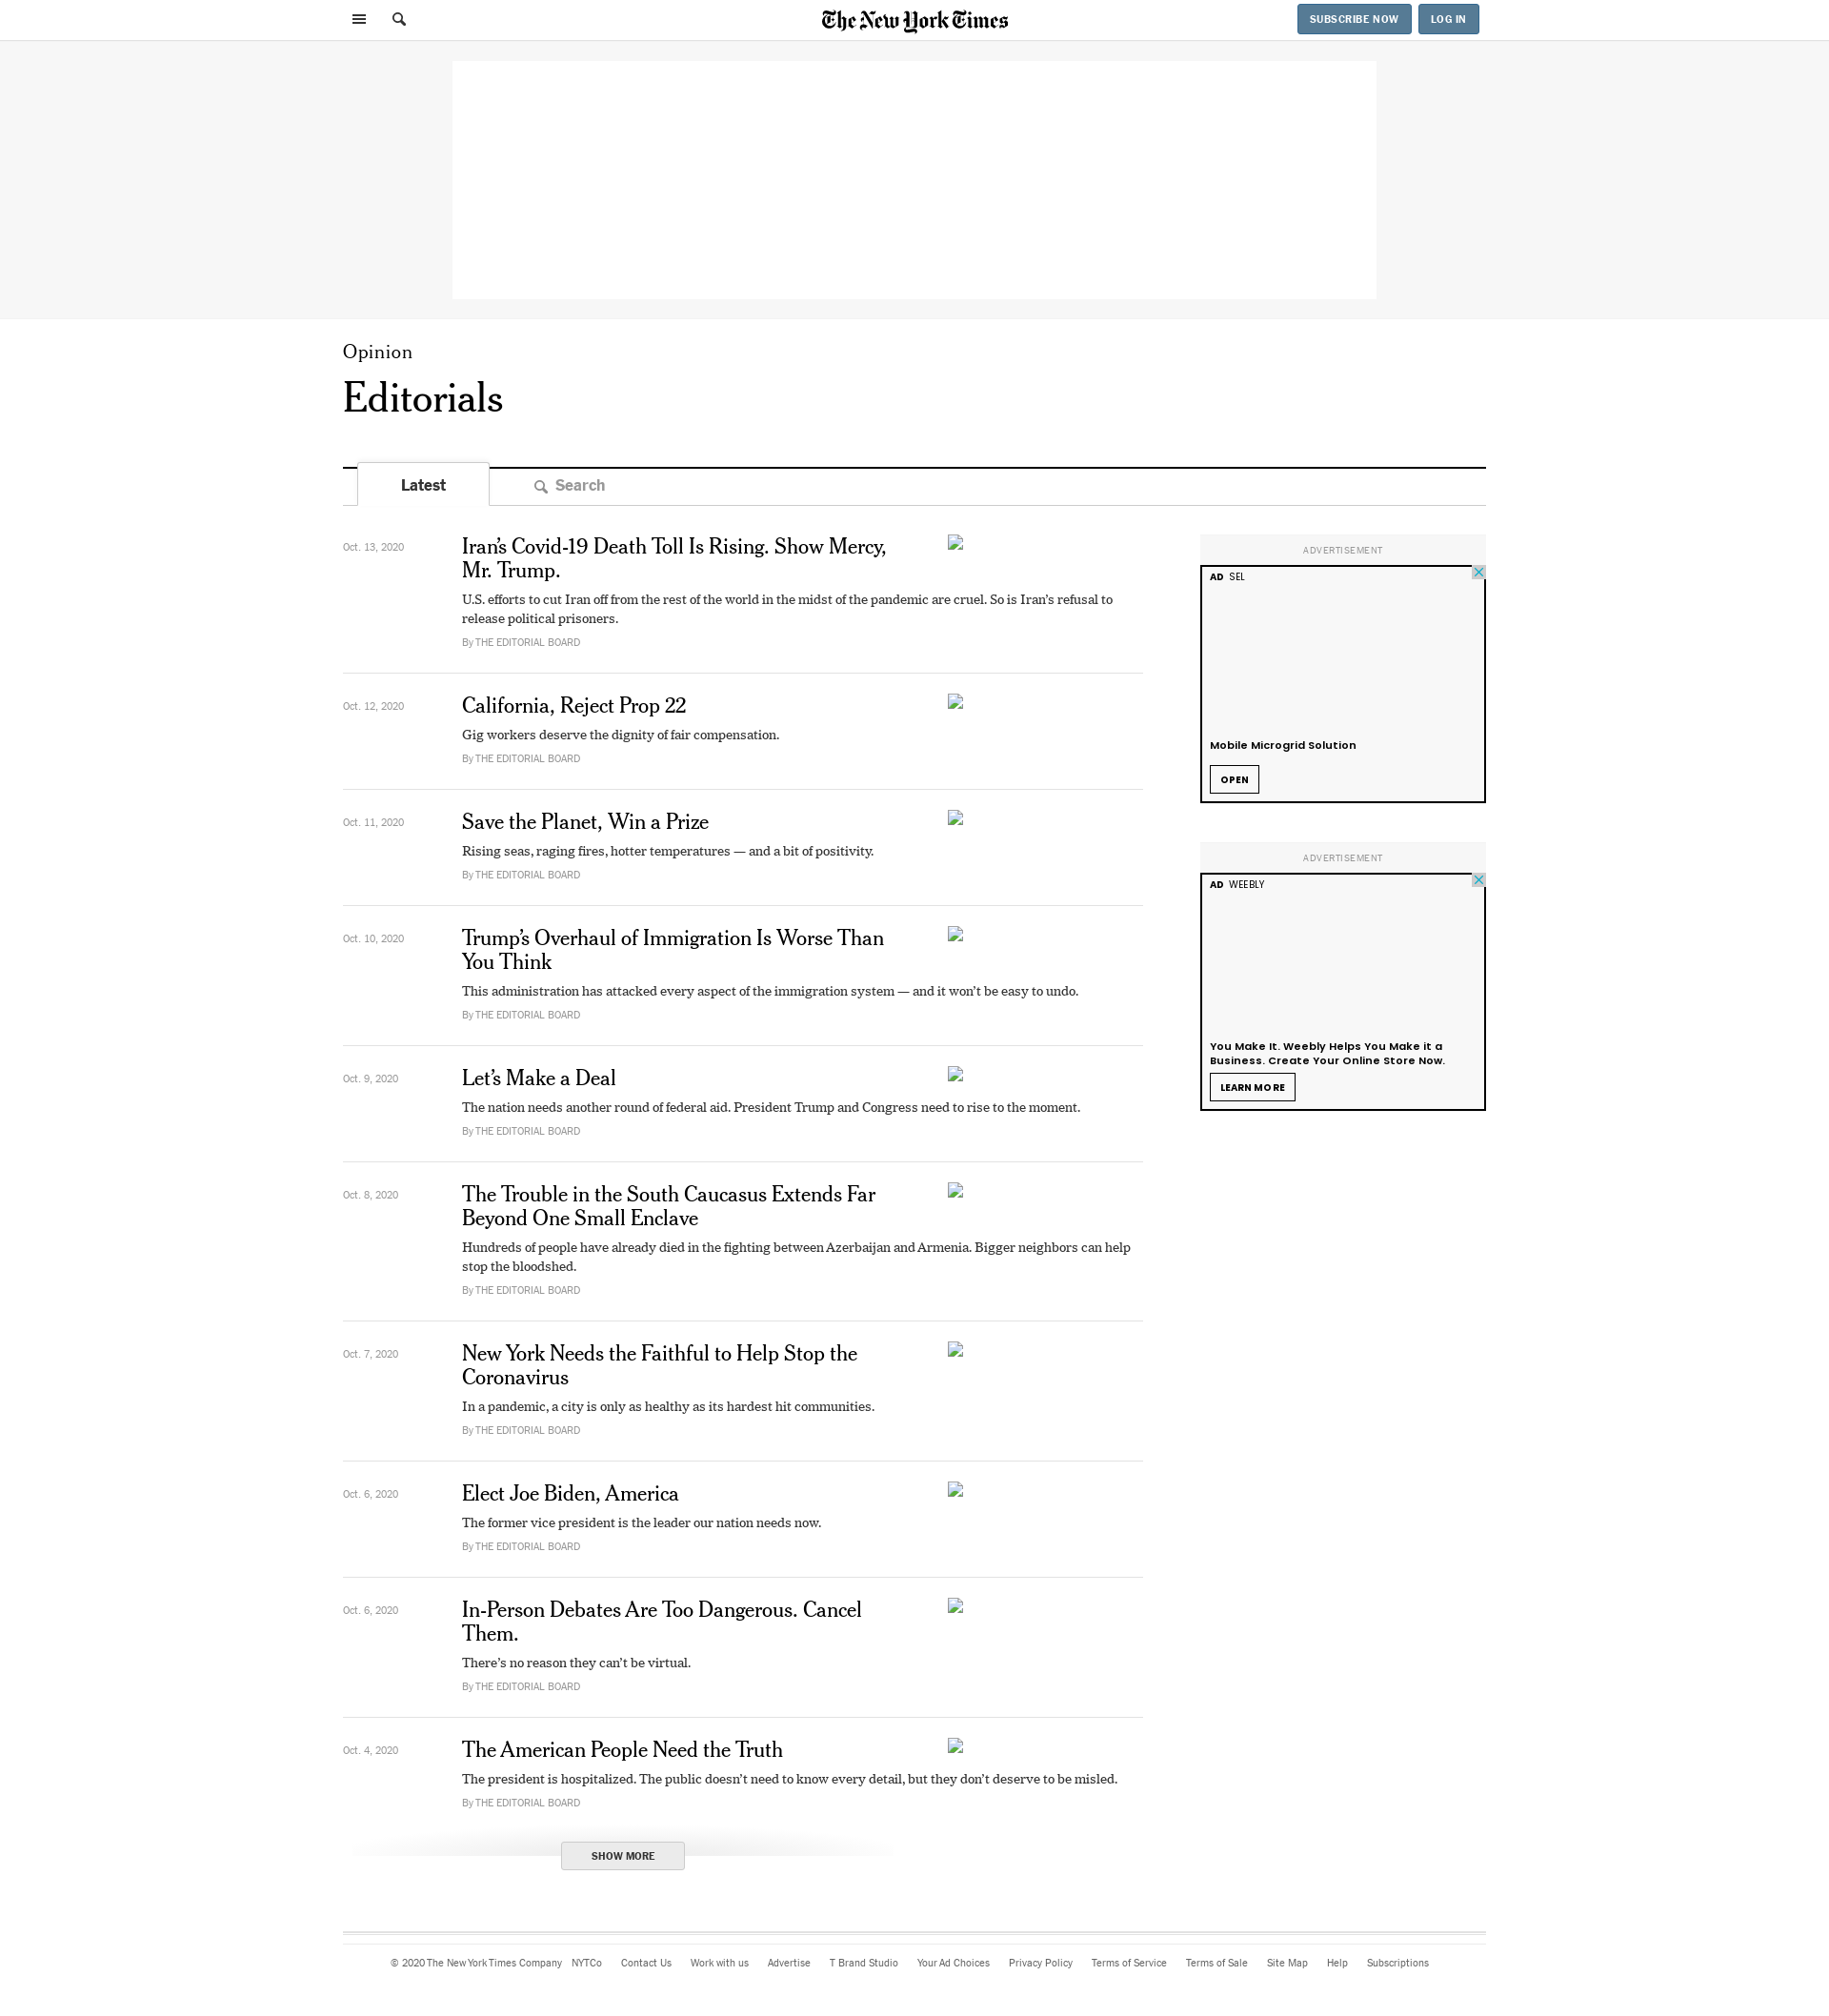 The New York Times
SUBSCRIBE NOW
LOG IN
Opinion
Editorials
Latest
Search
Oct. 13, 2020
Iran’s Covid-19 Death Toll Is Rising. Show Mercy,
Mr. Trump.
U.S. efforts to cut Iran off from the rest of the world in the midst of the pandemic are cruel. So is Iran’s refusal to
release political prisoners.
By THE EDITORIAL BOARD
Oct. 12, 2020
California, Reject Prop 22
Gig workers deserve the dignity of fair compensation.
By THE EDITORIAL BOARD
Oct. 11, 2020
Save the Planet, Win a Prize
Rising seas, raging fires, hotter temperatures — and a bit of positivity.
By THE EDITORIAL BOARD
Oct. 10, 2020
Trump’s Overhaul of Immigration Is Worse Than
You Think
This administration has attacked every aspect of the immigration system — and it won’t be easy to undo.
By THE EDITORIAL BOARD
Oct. 9, 2020
Let’s Make a Deal
The nation needs another round of federal aid. President Trump and Congress need to rise to the moment.
By THE EDITORIAL BOARD
Oct. 8, 2020
The Trouble in the South Caucasus Extends Far
Beyond One Small Enclave
Hundreds of people have already died in the fighting between Azerbaijan and Armenia. Bigger neighbors can help
stop the bloodshed.
By THE EDITORIAL BOARD
Oct. 7, 2020
New York Needs the Faithful to Help Stop the
Coronavirus
In a pandemic, a city is only as healthy as its hardest hit communities.
By THE EDITORIAL BOARD
Oct. 6, 2020
Elect Joe Biden, America
The former vice president is the leader our nation needs now.
By THE EDITORIAL BOARD
Oct. 6, 2020
In-Person Debates Are Too Dangerous. Cancel
Them.
There’s no reason they can’t be virtual.
By THE EDITORIAL BOARD
Oct. 4, 2020
The American People Need the Truth
The president is hospitalized. The public doesn’t need to know every detail, but they don’t deserve to be misled.
By THE EDITORIAL BOARD
SHOW MORE
ADVERTISEMENT
AD SEL
Mobile Microgrid Solution
OPEN
ADVERTISEMENT
AD WEEBLY
You Make It. Weebly Helps You Make it a
Business. Create Your Online Store Now.
LEARN MORE
© 2020 The New York Times Company NYTCo Contact Us Work with us Advertise T Brand Studio Your Ad Choices Privacy Policy Terms of Service Terms of Sale Site Map Help Subscriptions